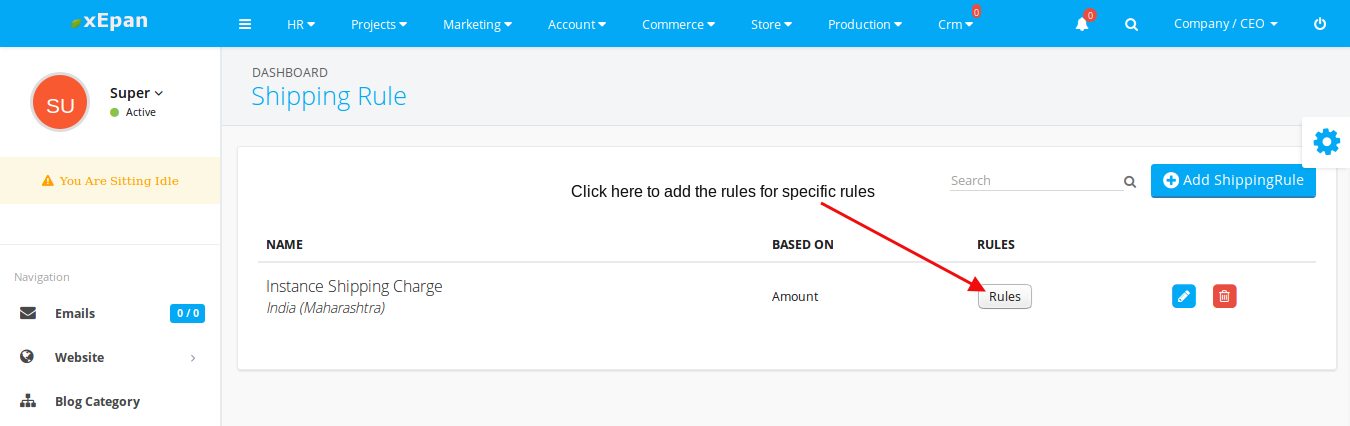 xEpan
HR Projects Marketing Account Commerce Store Production Crm 0 0 Company / CEO
DASHBOARD
Shipping Rule
SU
Super
Active
You Are Sitting Idle
Search
Add ShippingRule
Click here to add the rules for specific rules
NAME BASED ON RULES
Instance Shipping Charge
India (Maharashtra)
Amount Rules
Navigation
Emails 0 / 0
Website
Blog Category